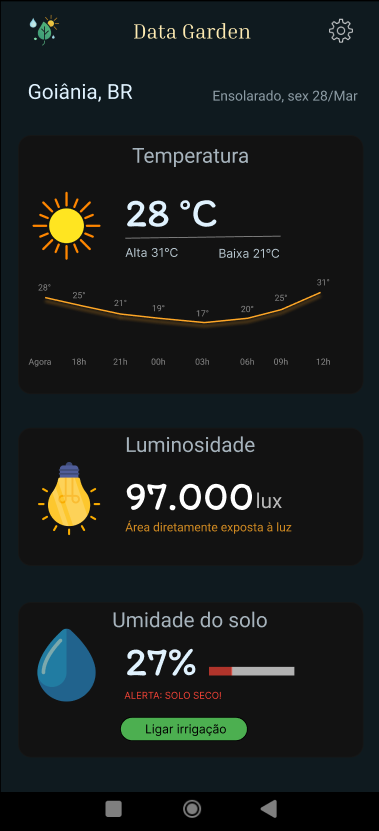 Data Garden
Goiânia, BR
Ensolarado, sex 28/Mar
Temperatura
28 °C
Alta 31°C Baixa 21°C
28° 25° 21° 19° 17° 20° 25° 31°
Agora 18h 21h 00h 03h 06h 09h 12h
Luminosidade
97.000 lux
Área diretamente exposta à luz
Umidade do solo
27%
ALERTA: SOLO SECO!
Ligar irrigação